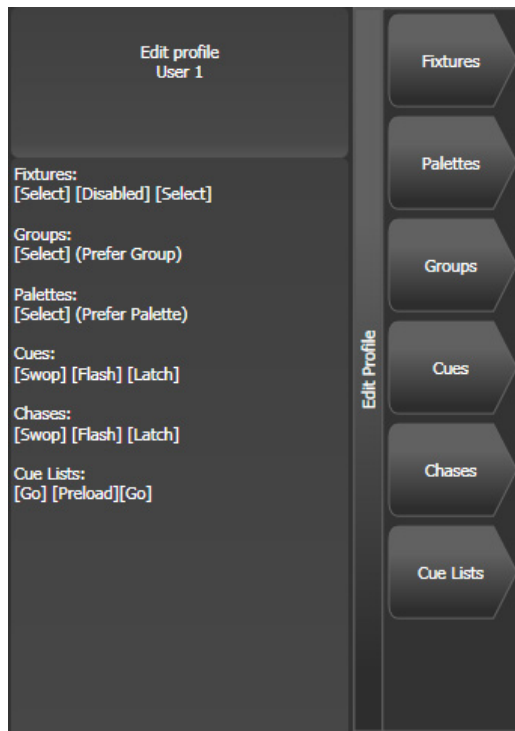 Edit profile
User 1
Fixtures:
[Select] [Disabled] [Select]
Groups:
[Select] (Prefer Group)
Palettes:
[Select] (Prefer Palette)
Cues:
[Swop] [Flash] [Latch]
Chases:
[Swop] [Flash] [Latch]
Cue Lists:
[Go] [Preload][Go]
Edit Profile
Fixtures
Palettes
Groups
Cues
Chases
Cue Lists